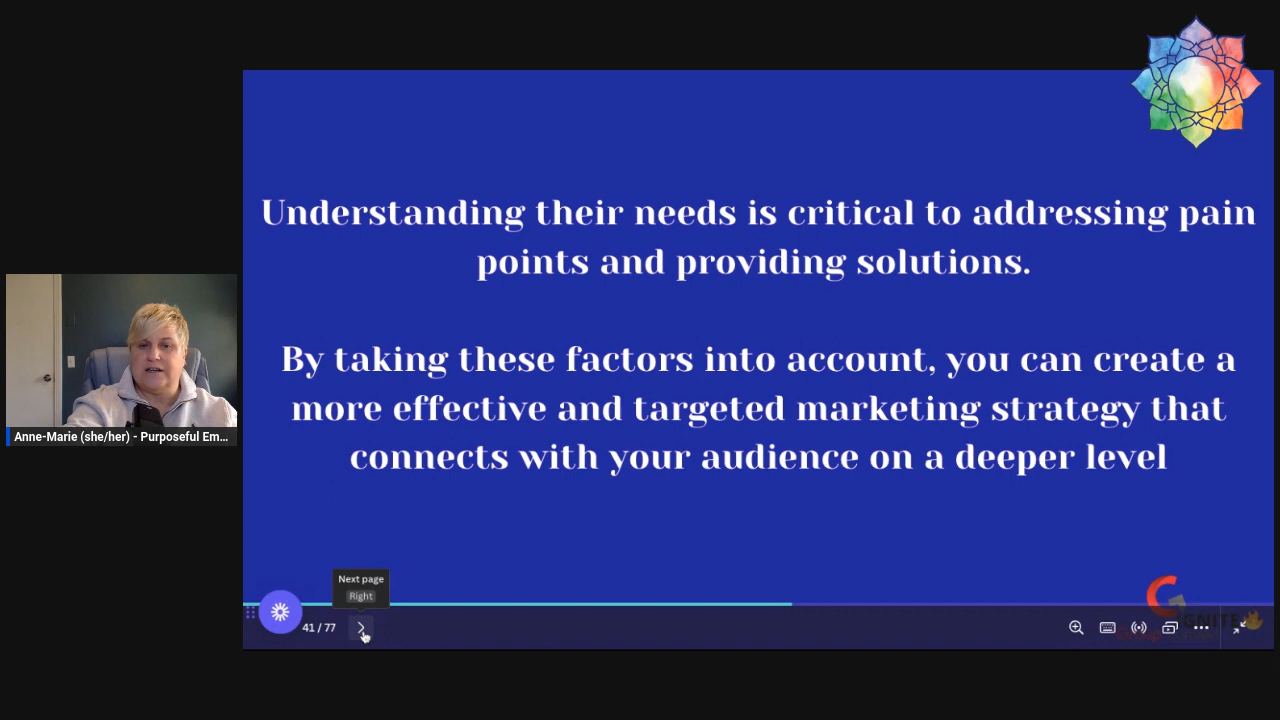 Understanding their needs is critical to addressing pain
points and providing solutions.
By taking these factors into account, you can create a
more effective and targeted marketing strategy that
connects with your audience on a deeper level
Anne-Marie (she/her) - Purposeful Em...
Next page
Right
41 / 77
GNITE